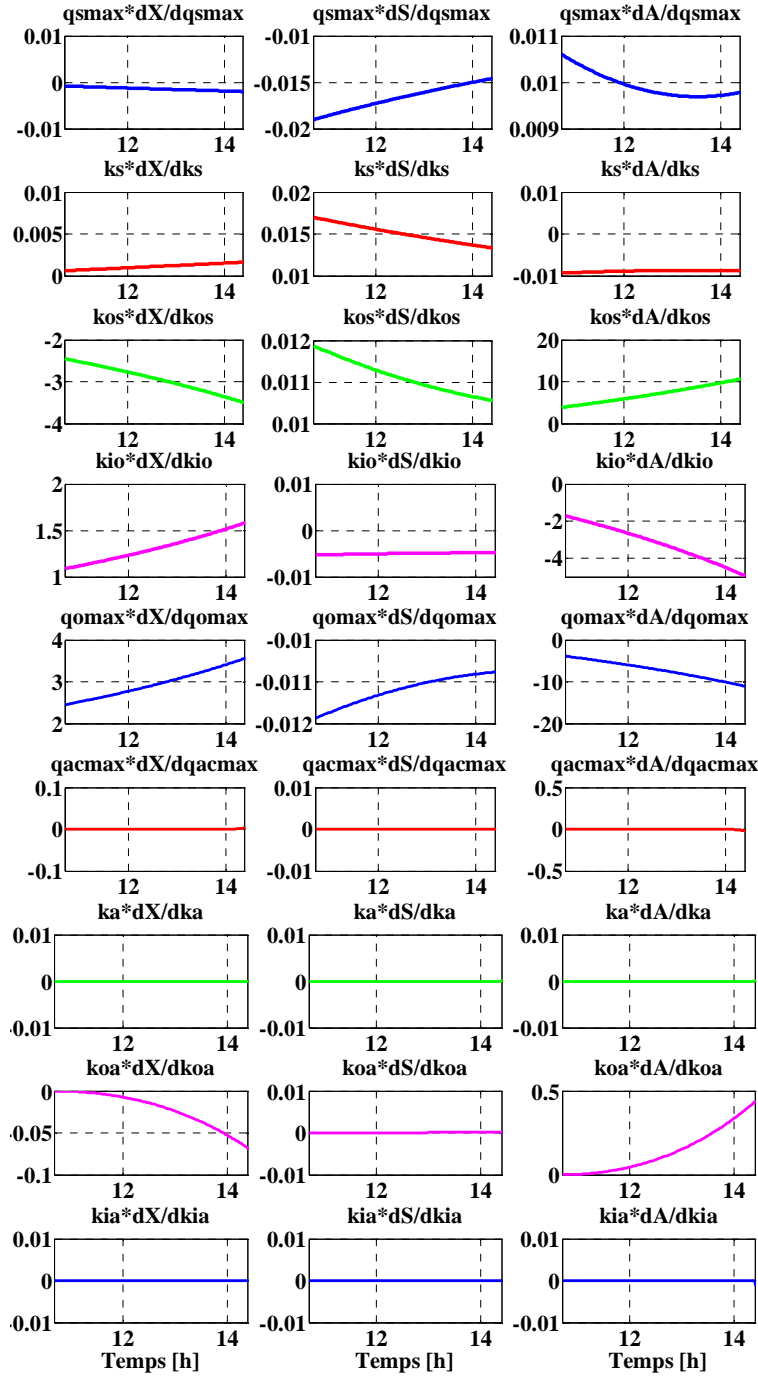 qsmax*dX/dqsmax qsmax*dS/dqsmax qsmax*dA/dqsmax
0.01 -0.01 0.011
0 -0.015 0.01
-0.01 -0.02 0.009
12 14 12 14 12 14
ks*dX/dks ks*dS/dks ks*dA/dks
0.01 0.02 0.01
0.005 0.015 0
0 0.01 -0.01
12 14 12 14 12 14
kos*dX/dkos kos*dS/dkos kos*dA/dkos
-2 0.012 20
-3 0.011 10
-4 0.01 0
12 14 12 14 12 14
kio*dX/dkio kio*dS/dkio kio*dA/dkio
2 0.01 0
1.5 0 -2
1 -0.01 -4
12 14 12 14 12 14
qomax*dX/dqomax qomax*dS/dqomax qomax*dA/dqomax
4 -0.01 0
3 -0.011 -10
2 -0.012 -20
12 14 12 14 12 14
qacmax*dX/dqacmax qacmax*dS/dqacmax qacmax*dA/dqacmax
0.1 0.01 0.5
0 0 0
-0.1 -0.01 -0.5
12 14 12 14 12 14
ka*dX/dka ka*dS/dka ka*dA/dka
0.01 0.01 0.01
0 0 0
-0.01 -0.01 -0.01
12 14 12 14 12 14
koa*dX/dkoa koa*dS/dkoa koa*dA/dkoa
0 0.01 0.5
-0.05 0
-0.1 -0.01 0
12 14 12 14 12 14
kia*dX/dkia kia*dS/dkia kia*dA/dkia
0.01 0.01 0.01
0 0 0
-0.01 -0.01 -0.01
12 14 12 14 12 14
Temps [h] Temps [h] Temps [h]